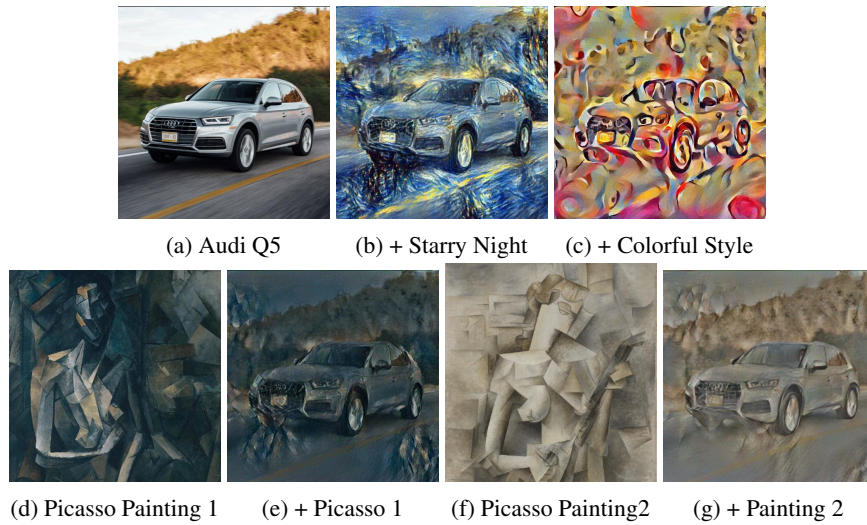 (a) Audi Q5 (b) + Starry Night (c) + Colorful Style
(d) Picasso Painting 1 (e) + Picasso 1 (f) Picasso Painting2 (g) + Painting 2